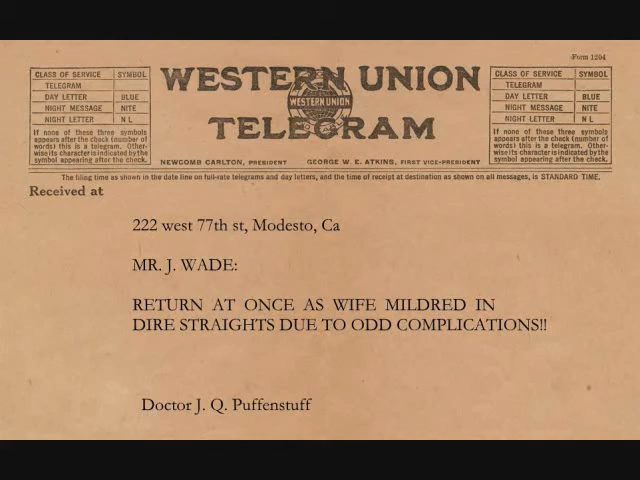 Form 1204
CLASS OF SERVICE SYMBOL
TELEGRAM
DAY LETTER BLUE
NIGHT MESSAGE NITE
NIGHT LETTER N L
If none of these three symbols
appears after the check (number of
words) this is a telegram. Other-
wise its character is indicated by the
symbol appearing after the check.
WESTERN UNION
WESTERN UNION
TELEGRAM
NEWCOMB CARLTON, PRESIDENT GEORGE W. E. ATKINS, FIRST VICE-PRESIDENT
CLASS OF SERVICE SYMBOL
TELEGRAM
DAY LETTER BLUE
NIGHT MESSAGE NITE
NIGHT LETTER N L
If none of these three symbols
appears after the check (number of
words) this is a telegram. Other-
wise its character is indicated by the
symbol appearing after the check.
The filing time as shown in the date line on full-rate telegrams and day letters, and the time of receipt at destination as shown on all messages, is STANDARD TIME.
Received at
222 west 77th st, Modesto, Ca
MR. J. WADE:
RETURN AT ONCE AS WIFE MILDRED IN
DIRE STRAIGHTS DUE TO ODD COMPLICATIONS!!
Doctor J. Q. Puffenstuff